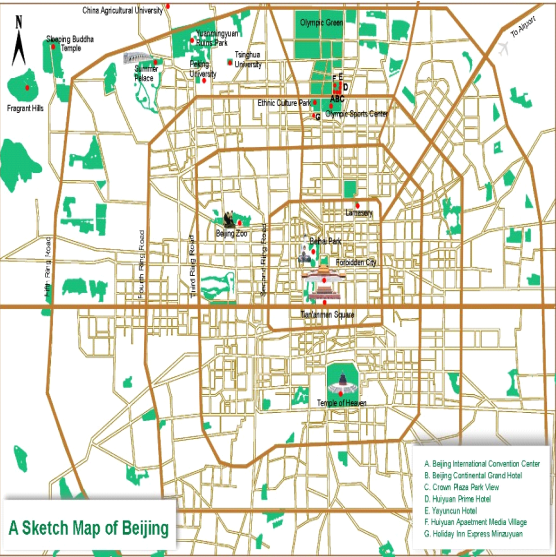 China Agricultural University
Olympic Green
To Airport
N
Sleeping Buddha
Temple
Yuanmingyuan
Ruins Park
Tsinghua
University
Summer
Palace
Peking
University
Fragrant Hills
F E
D
ABC
Ethnic Culture Park
Olympic Sports Center
G
Lamasery
Beijing Zoo
Beihai Park
Forbidden City
Fifth Ring Road
Fourth Ring Road
Third Ring Road
Second Ring Road
Tian'anmen Square
Temple of Heaven
A Sketch Map of Beijing
A. Beijing International Convention Center
B. Beijing Continental Grand Hotel
C. Crown Plaza Park View
D. Huiyuan Prime Hotel
E. Yayuncun Hotel
F. Huiyuan Apaetment Media Village
G. Holiday Inn Express Minzuyuan